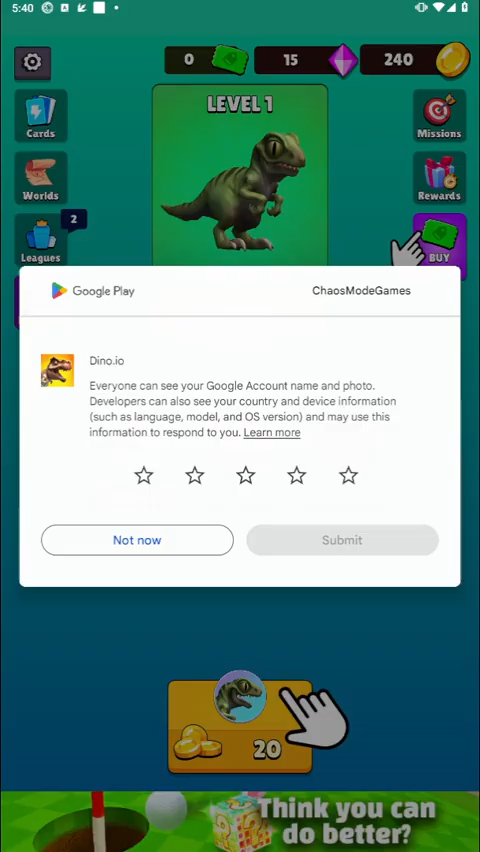 5:40
0
15
240
LEVEL 1
Cards
Missions
Worlds
Rewards
2
Leagues
BUY
Google Play
ChaosModeGames
Dino.io
Everyone can see your Google Account name and photo.
Developers can also see your country and device information
(such as language, model, and OS version) and may use this
information to respond to you. Learn more
Not now
Submit
20
Think you can
do better?